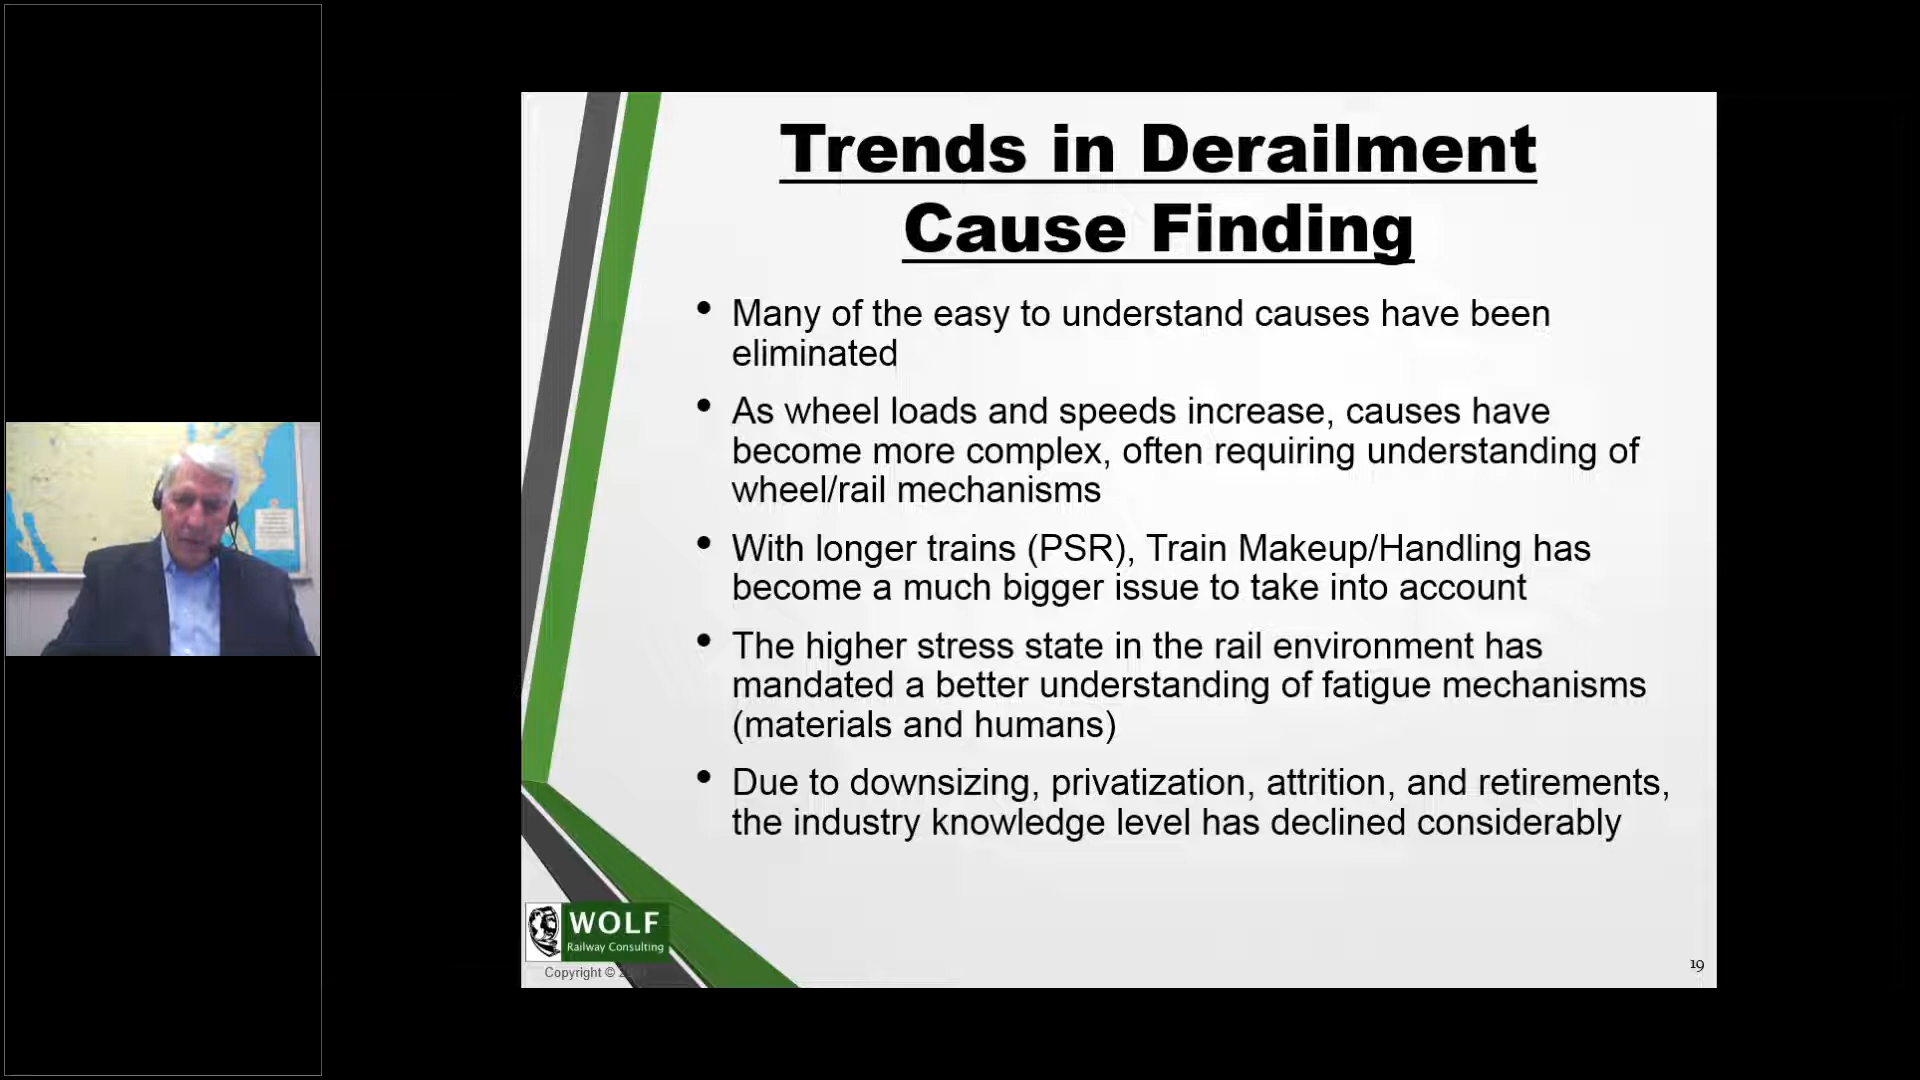 Trends in Derailment
Cause Finding
• Many of the easy to understand causes have been
eliminated
• As wheel loads and speeds increase, causes have
become more complex, often requiring understanding of
wheel/rail mechanisms
• With longer trains (PSR), Train Makeup/Handling has
become a much bigger issue to take into account
• The higher stress state in the rail environment has
mandated a better understanding of fatigue mechanisms
(materials and humans)
• Due to downsizing, privatization, attrition, and retirements,
the industry knowledge level has declined considerably
WOLF
Railway Consulting
Copyright ©
19